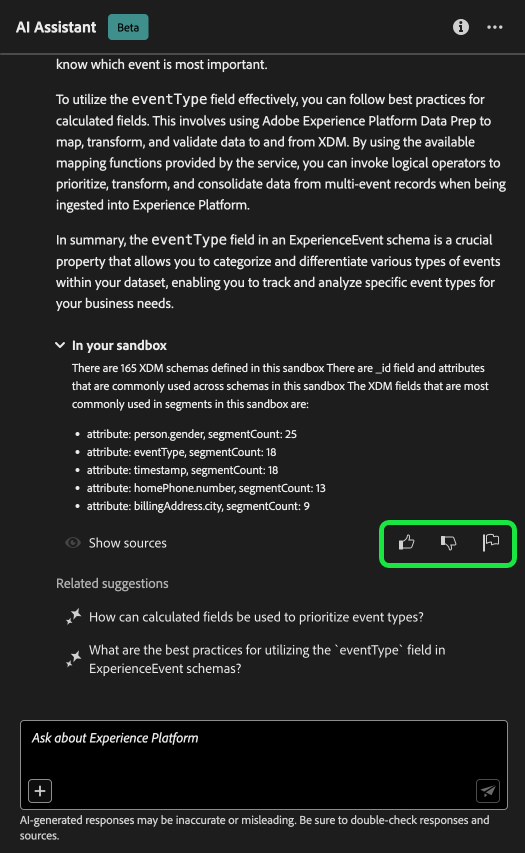 AI Assistant Beta
know which event is most important.
To utilize the eventType field effectively, you can follow best practices for
calculated fields. This involves using Adobe Experience Platform Data Prep to
map, transform, and validate data to and from XDM. By using the available
mapping functions provided by the service, you can invoke logical operators to
prioritize, transform, and consolidate data from multi-event records when being
ingested into Experience Platform.
In summary, the eventType field in an ExperienceEvent schema is a crucial
property that allows you to categorize and differentiate various types of events
within your dataset, enabling you to track and analyze specific event types for
your business needs.
In your sandbox
There are 165 XDM schemas defined in this sandbox There are _id field and attributes
that are commonly used across schemas in this sandbox The XDM fields that are most
commonly used in segments in this sandbox are:
• attribute: person.gender, segmentCount: 25
• attribute: eventType, segmentCount: 18
• attribute: timestamp, segmentCount: 18
• attribute: homePhone.number, segmentCount: 13
• attribute: billingAddress.city, segmentCount: 9
Show sources
Related suggestions
How can calculated fields be used to prioritize event types?
What are the best practices for utilizing the `eventType` field in
ExperienceEvent schemas?
Ask about Experience Platform
AI-generated responses may be inaccurate or misleading. Be sure to double-check responses and
sources.